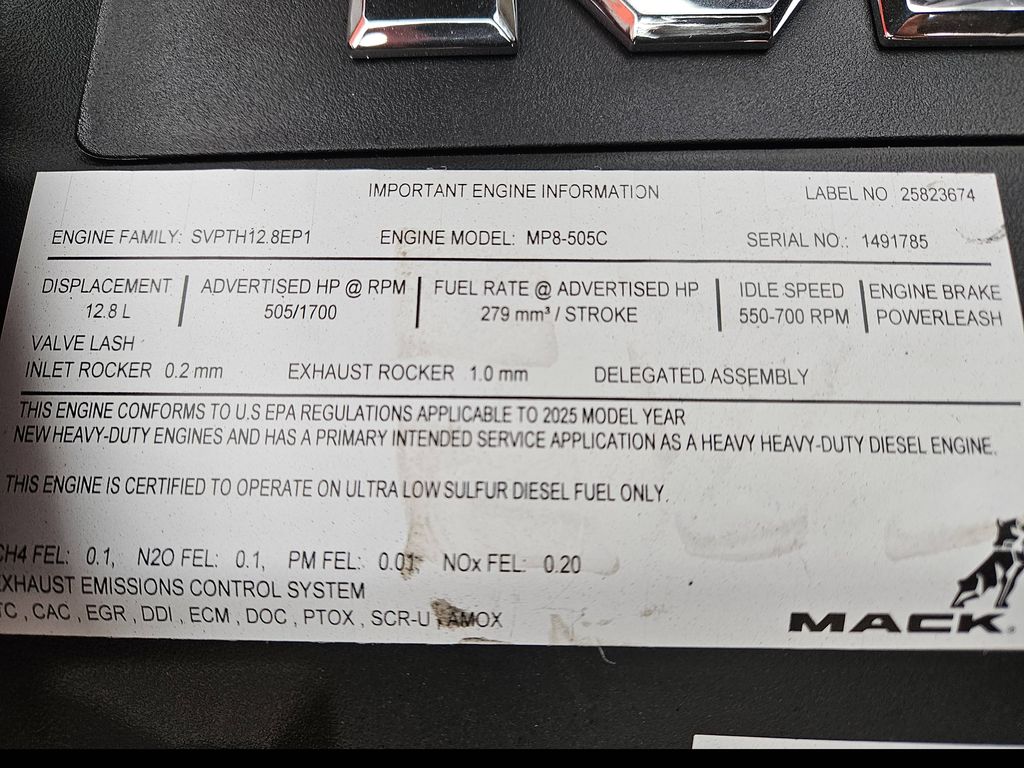 IMPORTANT ENGINE INFORMATION LABEL NO 25823674
ENGINE FAMILY: SVPTH12.8EP1 ENGINE MODEL: MP8-505C SERIAL NO.: 1491785
DISPLACEMENT ADVERTISED HP @ RPM FUEL RATE @ ADVERTISED HP IDLE SPEED ENGINE BRAKE
12.8 L 505/1700 279 mm³ / STROKE 550-700 RPM POWERLEASH
VALVE LASH
INLET ROCKER 0.2 mm EXHAUST ROCKER 1.0 mm DELEGATED ASSEMBLY
THIS ENGINE CONFORMS TO U.S EPA REGULATIONS APPLICABLE TO 2025 MODEL YEAR
NEW HEAVY-DUTY ENGINES AND HAS A PRIMARY INTENDED SERVICE APPLICATION AS A HEAVY HEAVY-DUTY DIESEL ENGINE.
THIS ENGINE IS CERTIFIED TO OPERATE ON ULTRA LOW SULFUR DIESEL FUEL ONLY.
CH4 FEL: 0.1, N2O FEL: 0.1, PM FEL: 0.01, NOx FEL: 0.20
EXHAUST EMISSIONS CONTROL SYSTEM
TC , CAC , EGR , DDI , ECM , DOC , PTOX , SCR-U , AMOX
MACK